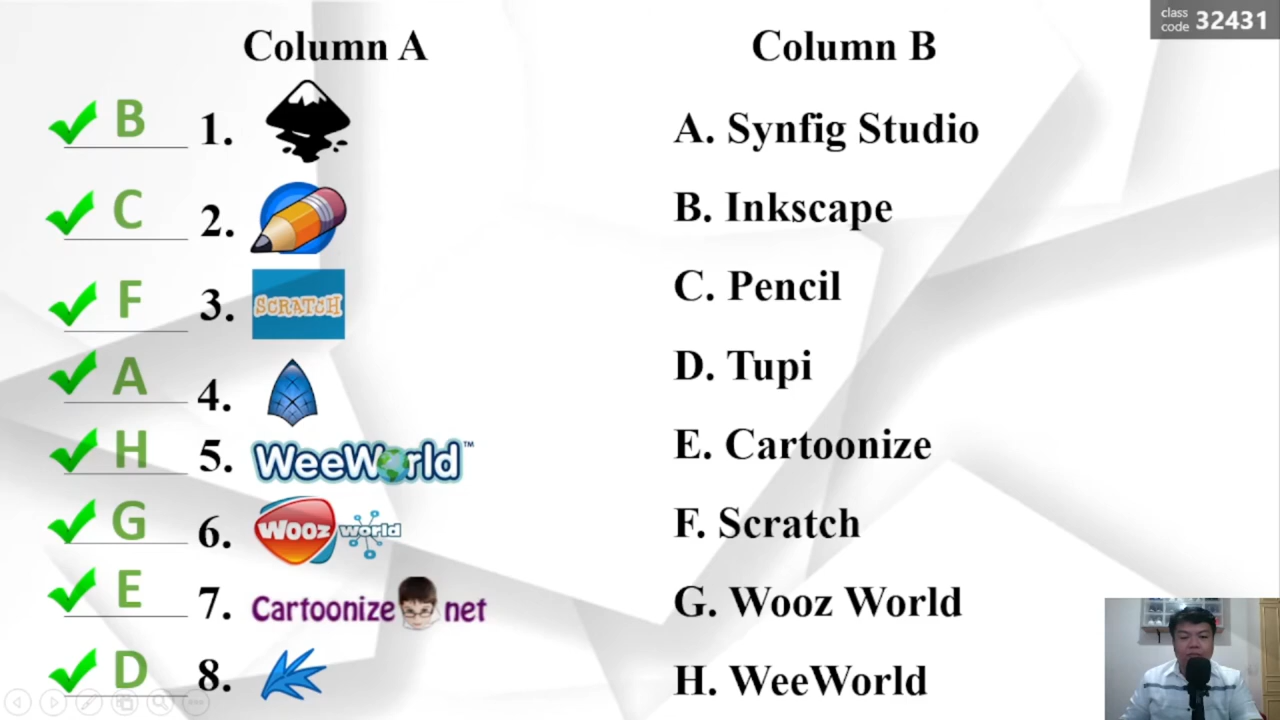 class
code 32431
Column A
Column B
B 1.
C 2.
F 3. SCRATCH
A 4.
H 5. WeeWorld™
G 6. Wooz world
E 7. Cartoonize net
D 8.
A. Synfig Studio
B. Inkscape
C. Pencil
D. Tupi
E. Cartoonize
F. Scratch
G. Wooz World
H. WeeWorld